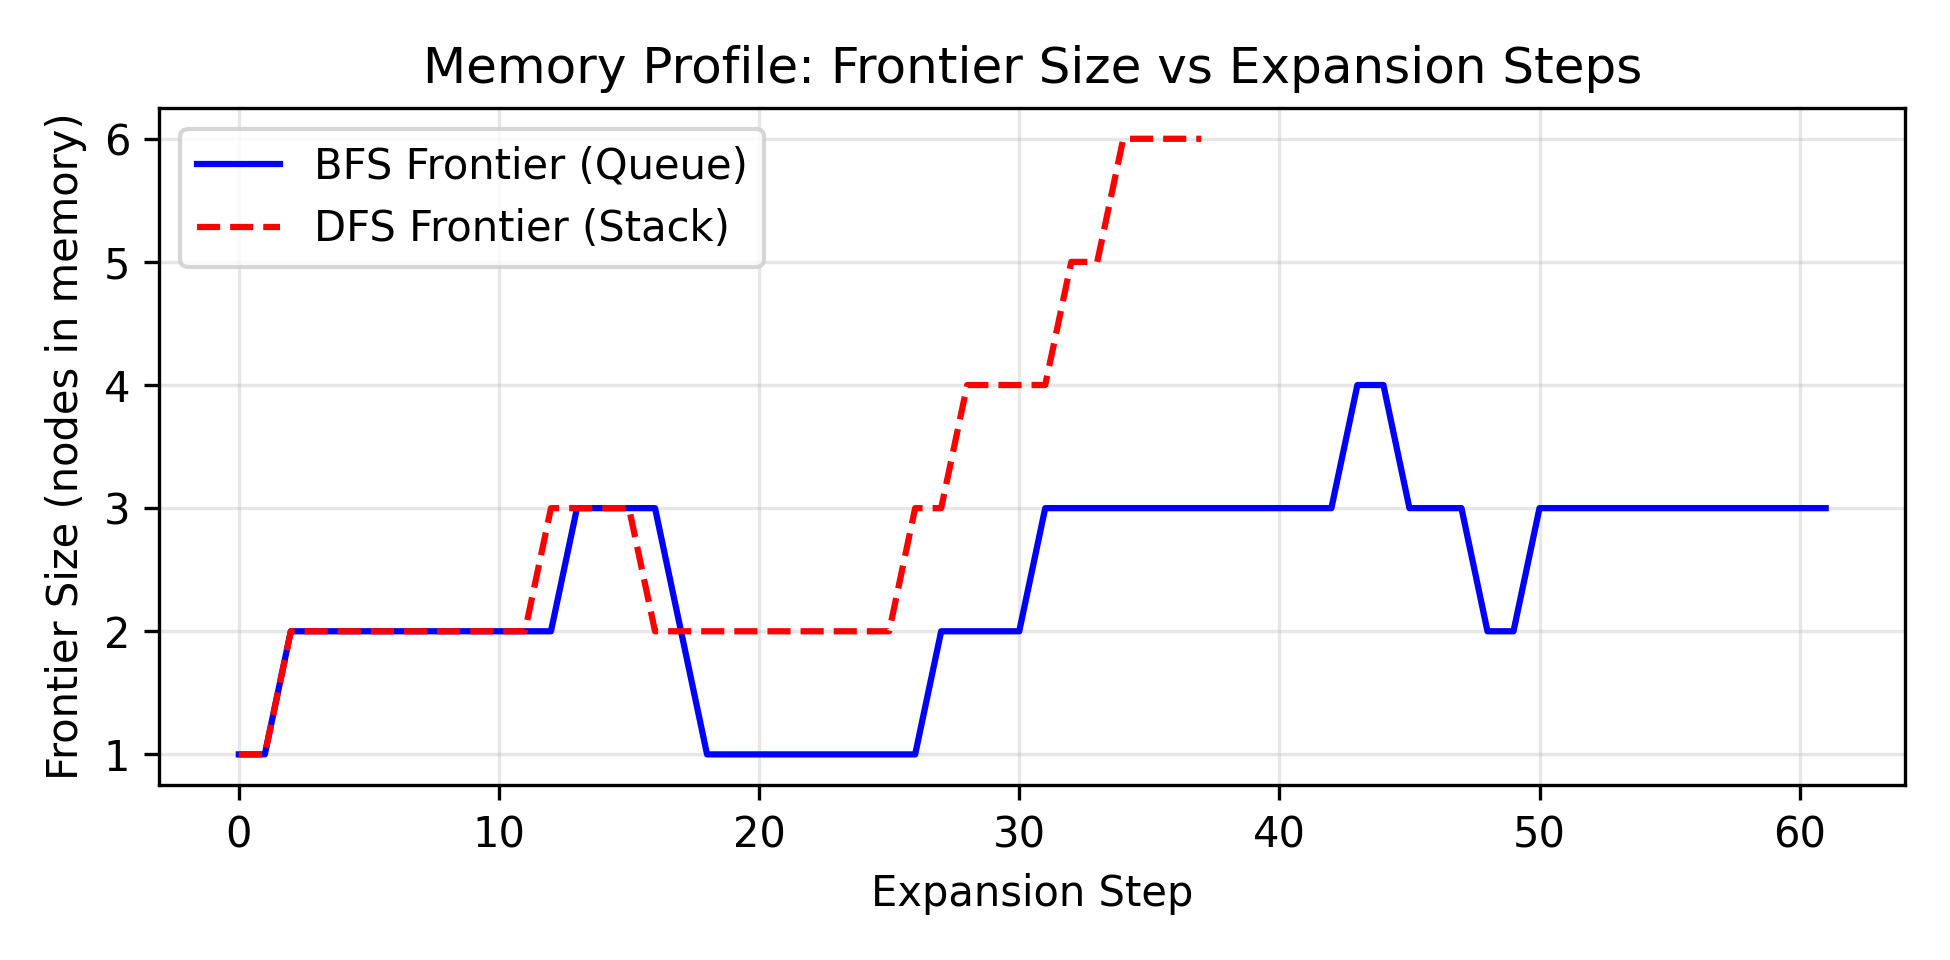 Memory Profile: Frontier Size vs Expansion Steps
Frontier Size (nodes in memory)
6
5
4
3
2
1
BFS Frontier (Queue)
DFS Frontier (Stack)
0 10 20 30 40 50 60
Expansion Step